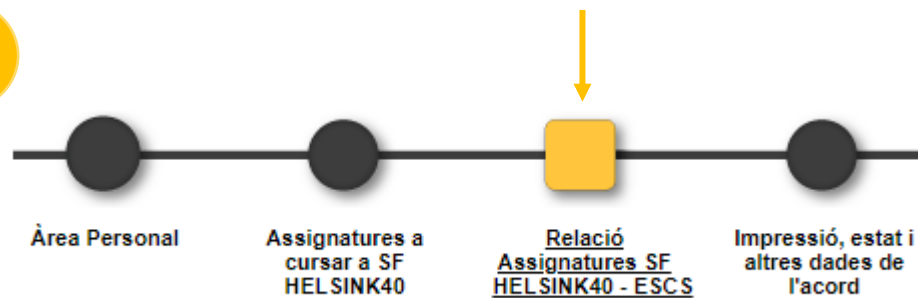 Àrea Personal
Assignatures a
cursar a SF
HELSINK40
Relació
Assignatures SF
HELSINK40 - ESCS
Impressió, estat i
altres dades de
l'acord